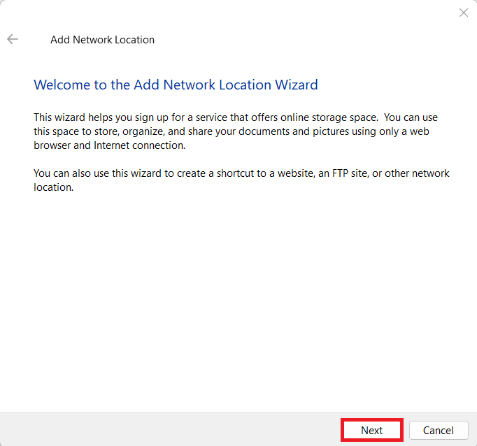 Add Network Location
Welcome to the Add Network Location Wizard
This wizard helps you sign up for a service that offers online storage space.  You can use
this space to store, organize, and share your documents and pictures using only a web
browser and Internet connection.
You can also use this wizard to create a shortcut to a website, an FTP site, or other network
location.
Next
Cancel